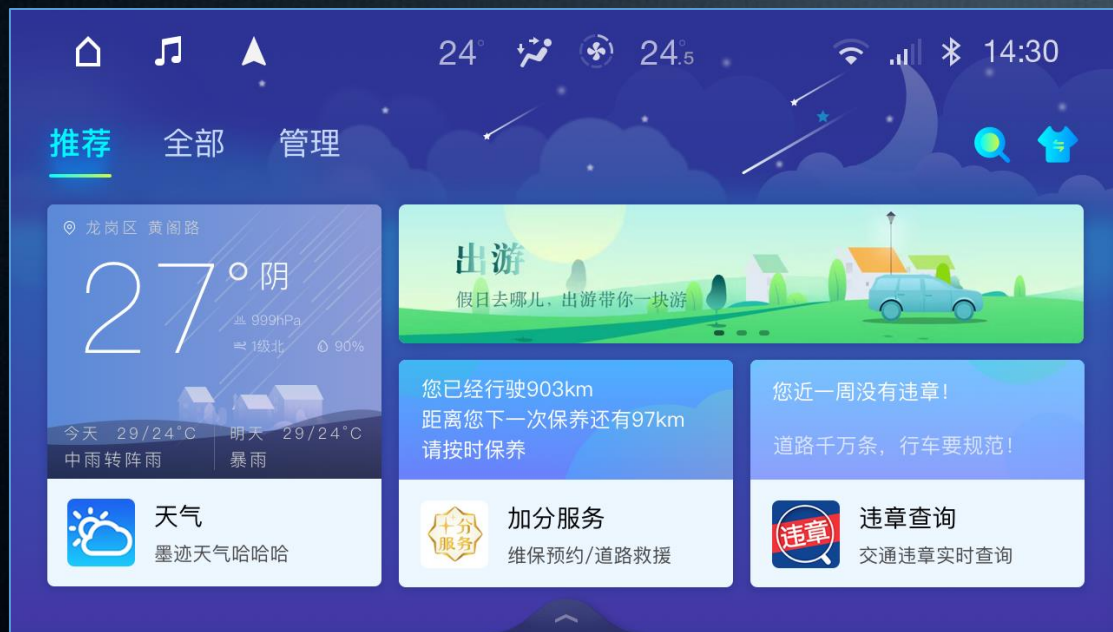 24° 24.5 14:30
推荐 全部 管理
龙岗区 黄阁路
27° 阴
999hPa
1级北 90%
今天 29/24°C 明天 29/24°C
中雨转阵雨 暴雨
天气
墨迹天气哈哈哈
出游
假日去哪儿,出游带你一块游
您已经行驶903km
距离您下一次保养还有97km
请按时保养
十分
服务
加分服务
维保预约/道路救援
您近一周没有违章!
道路千万条,行车要规范!
违章
违章查询
交通违章实时查询